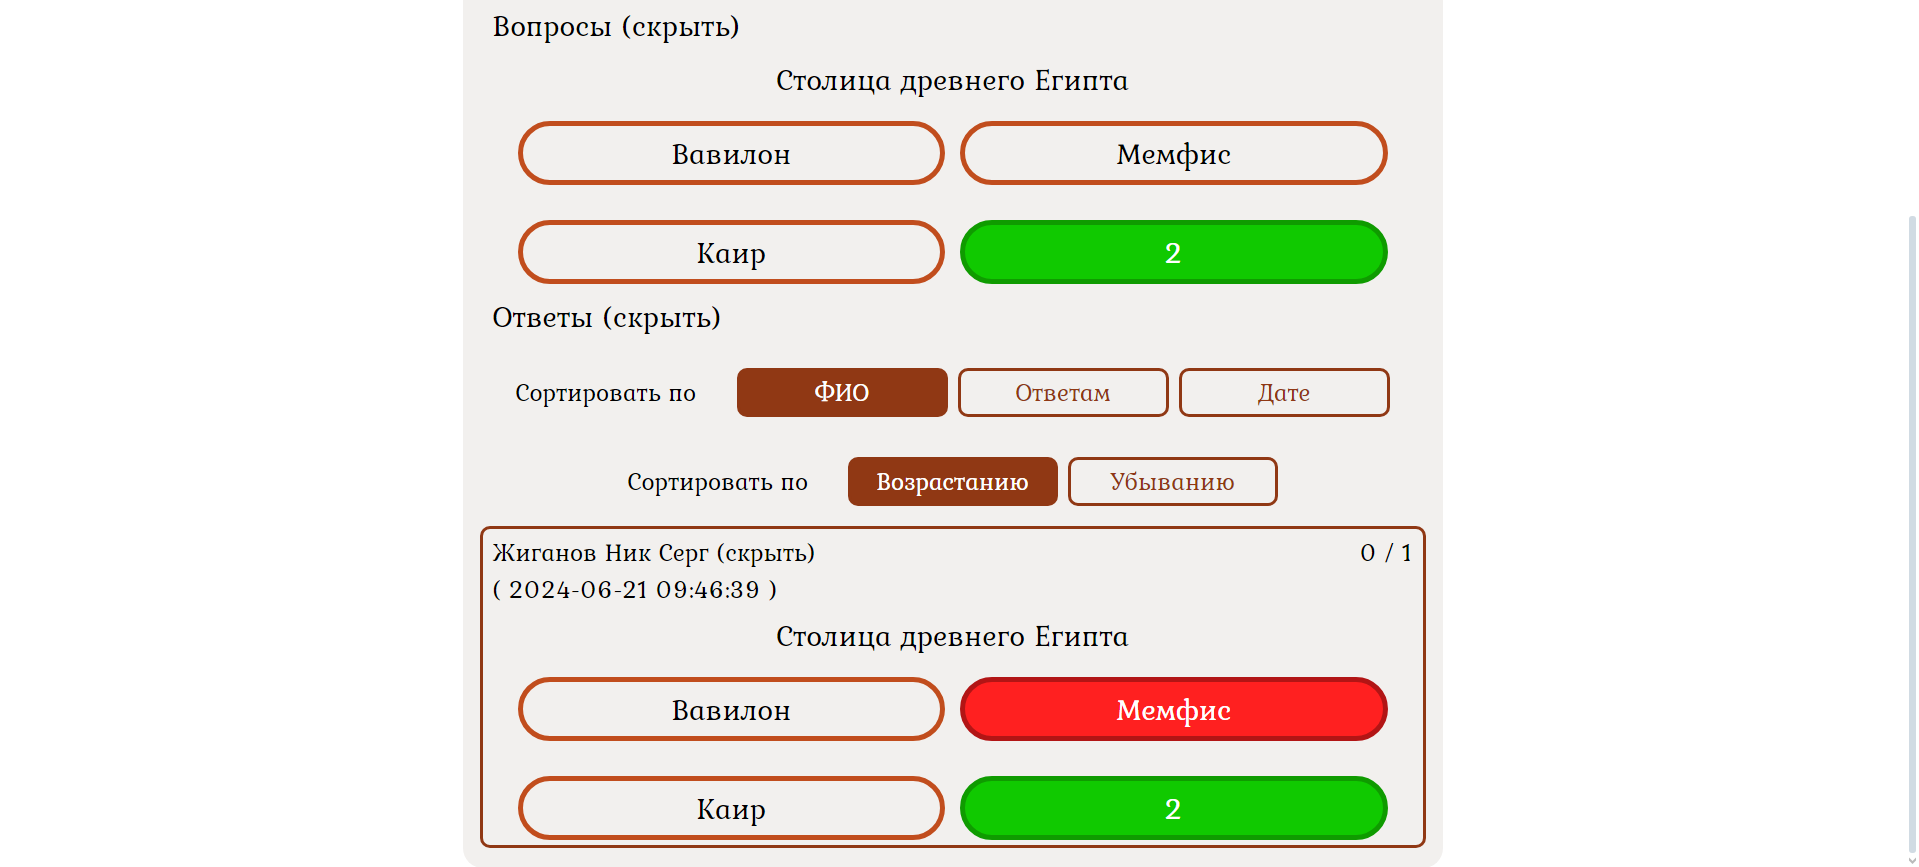 Вопросы (скрыть)
Столица древнего Египта
Вавилон
Мемфис
Каир
2
Ответы (скрыть)
Сортировать по ФИО Ответам Дате
Сортировать по Возрастанию Убыванию
Жиганов Ник Серг (скрыть) 0 / 1
( 2024-06-21 09:46:39 )
Столица древнего Египта
Вавилон
Мемфис
Каир
2